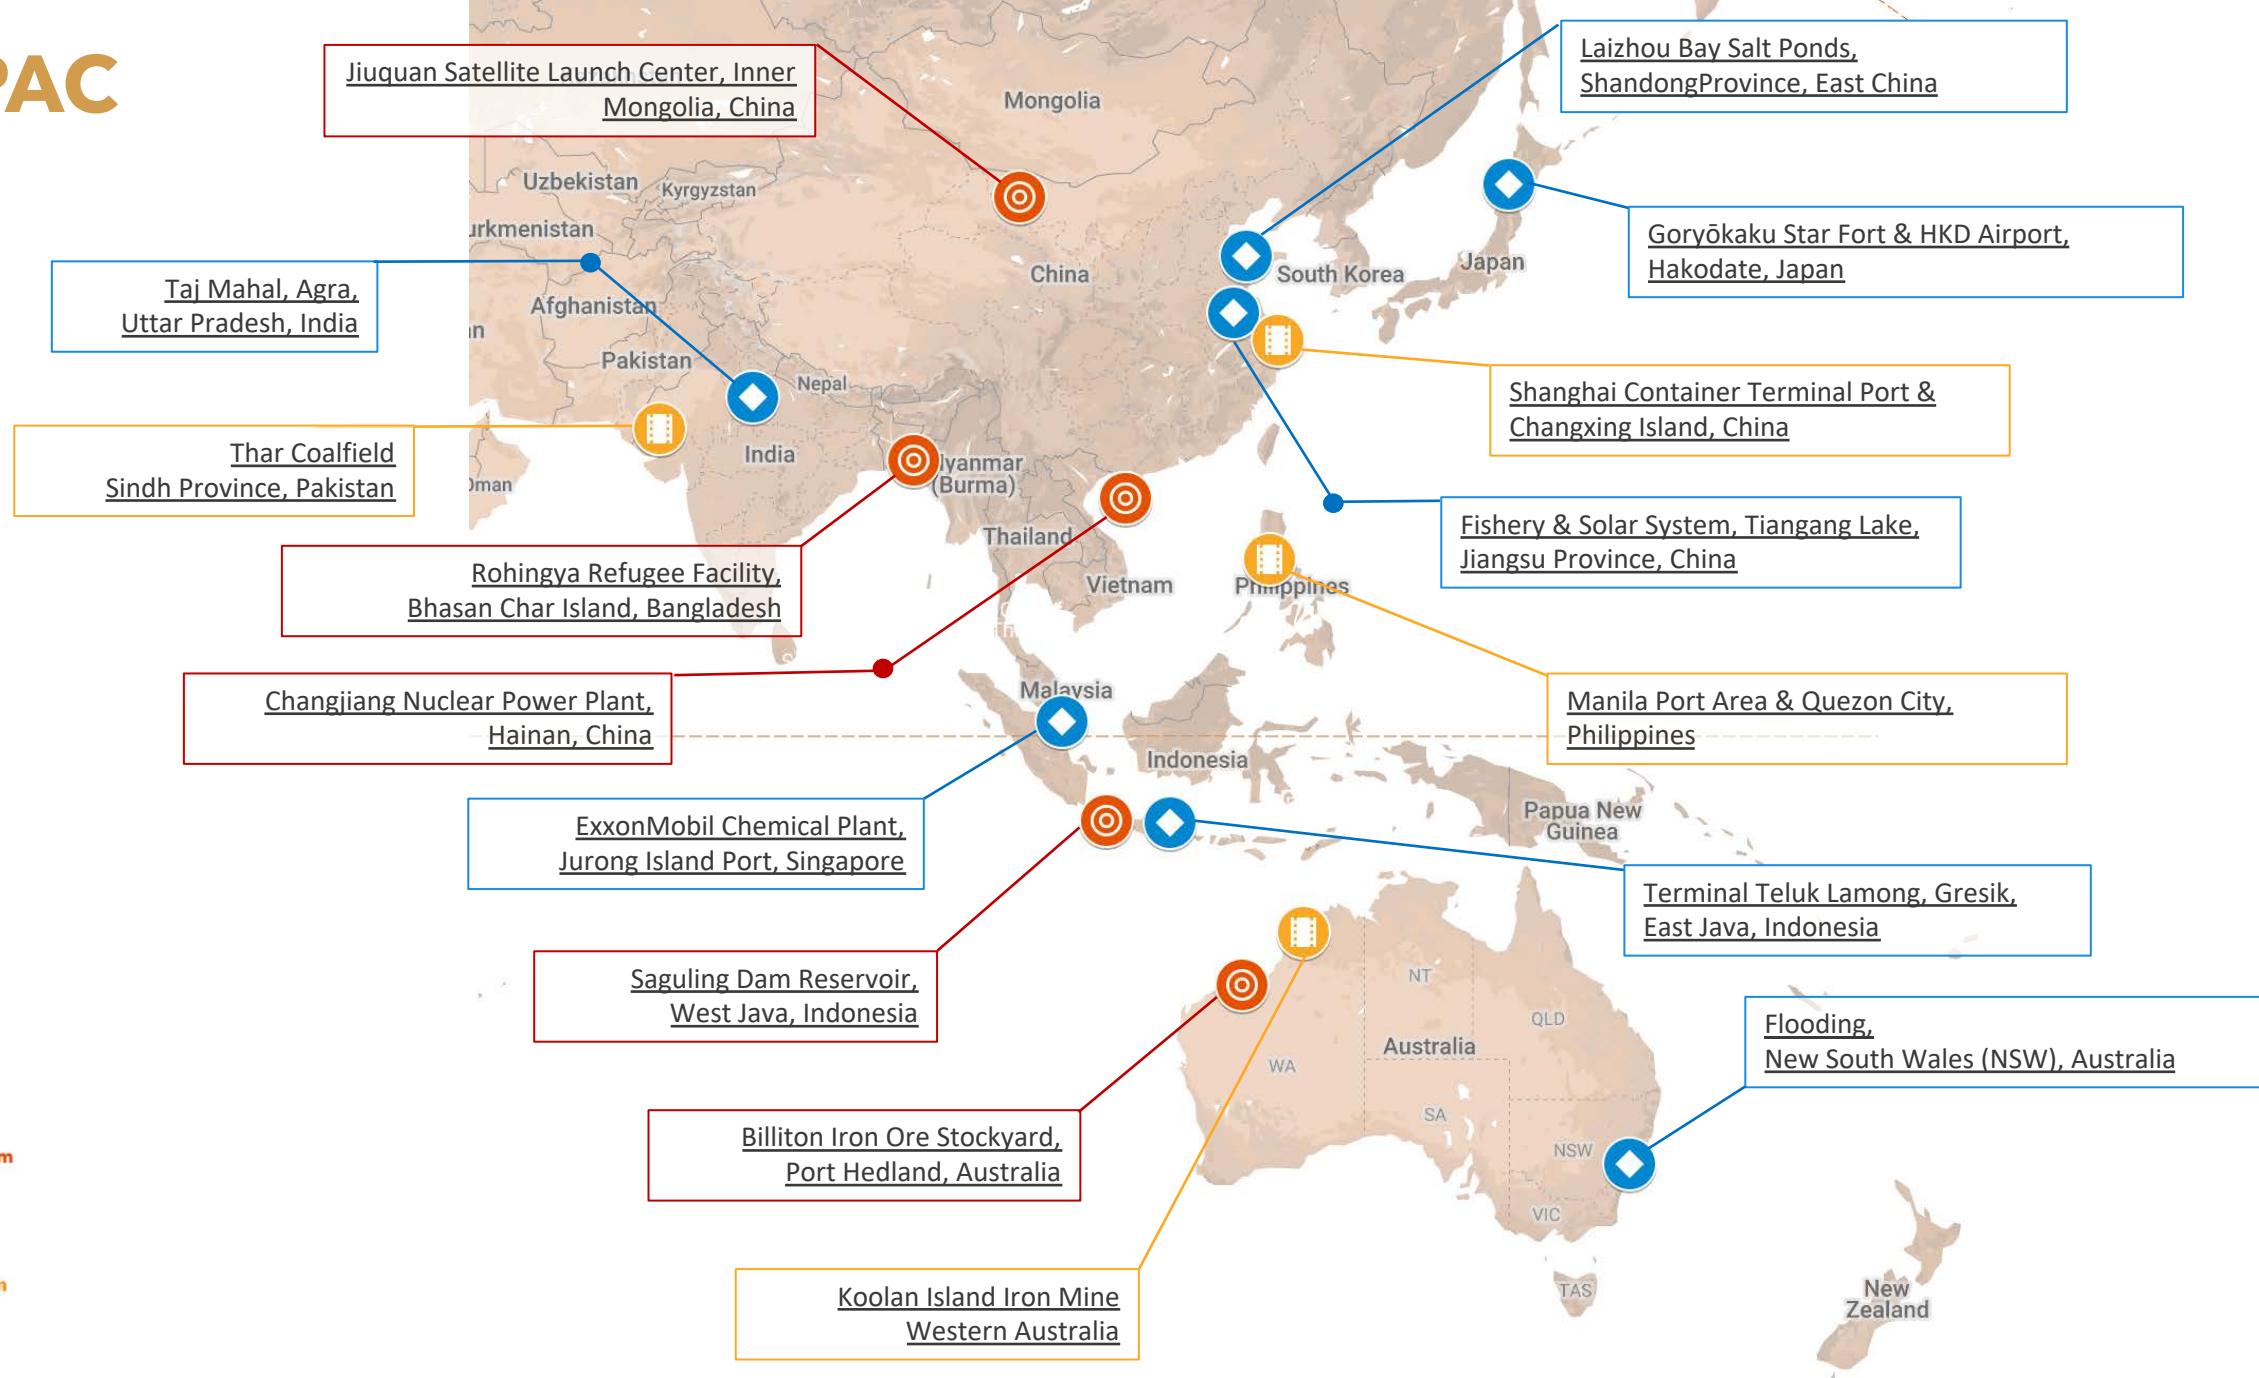 PAC
Jiuquan Satellite Launch Center, Inner
Mongolia, China
Laizhou Bay Salt Ponds,
ShandongProvince, East China
Mongolia
Uzbekistan
Kyrgyzstan
urkmenistan
Goryōkaku Star Fort & HKD Airport,
Hakodate, Japan
Japan
South Korea
China
Taj Mahal, Agra,
Uttar Pradesh, India
Afghanistan
an
Pakistan
Nepal
Shanghai Container Terminal Port &
Changxing Island, China
Thar Coalfield
Sindh Province, Pakistan
India
Oman
lyanmar
(Burma)
Fishery & Solar System, Tiangang Lake,
Jiangsu Province, China
Thailand
Vietnam
Philippines
Rohingya Refugee Facility,
Bhasan Char Island, Bangladesh
Changjiang Nuclear Power Plant,
Hainan, China
Malaysia
Manila Port Area & Quezon City,
Philippines
Indonesia
ExxonMobil Chemical Plant,
Jurong Island Port, Singapore
Papua New
Guinea
Terminal Teluk Lamong, Gresik,
East Java, Indonesia
Saguling Dam Reservoir,
West Java, Indonesia
NT
QLD
Australia
WA
SA
NSW
VIC
TAS
Flooding,
New South Wales (NSW), Australia
Billiton Iron Ore Stockyard,
Port Hedland, Australia
m
n
Koolan Island Iron Mine
Western Australia
New
Zealand